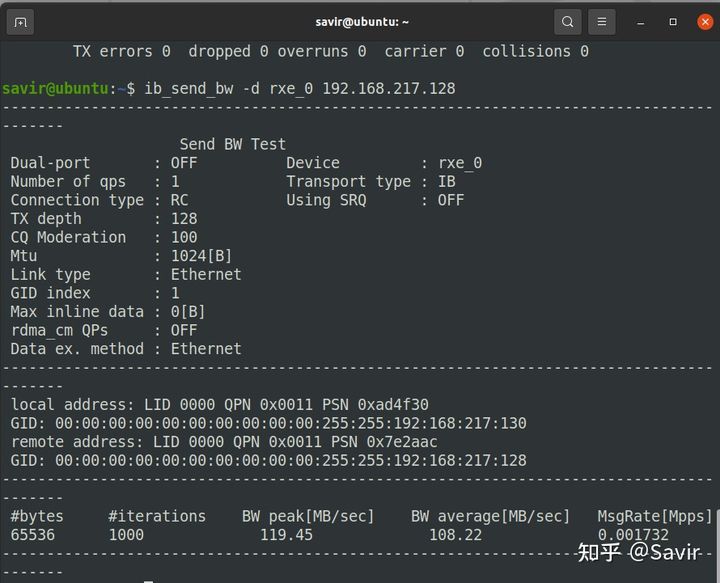 savir@ubuntu: ~
TX errors 0  dropped 0 overruns 0  carrier 0  collisions 0
savir@ubuntu:~$ ib_send_bw -d rxe_0 192.168.217.128
---------------------------------------------------------------------------------------
Send BW Test
Dual-port       : OFF          Device         : rxe_0
Number of qps   : 1            Transport type : IB
Connection type : RC           Using SRQ      : OFF
TX depth        : 128
CQ Moderation   : 100
Mtu             : 1024[B]
Link type       : Ethernet
GID index       : 1
Max inline data : 0[B]
rdma_cm QPs     : OFF
Data ex. method : Ethernet
---------------------------------------------------------------------------------------
local address: LID 0000 QPN 0x0011 PSN 0xad4f30
GID: 00:00:00:00:00:00:00:00:00:00:255:255:192:168:217:130
remote address: LID 0000 QPN 0x0011 PSN 0x7e2aac
GID: 00:00:00:00:00:00:00:00:00:00:255:255:192:168:217:128
---------------------------------------------------------------------------------------
#bytes     #iterations    BW peak[MB/sec]    BW average[MB/sec]   MsgRate[Mpps]
65536      1000             119.45             108.22             0.001732
---------------------------------------------------------------------------------------
知乎 @Savir